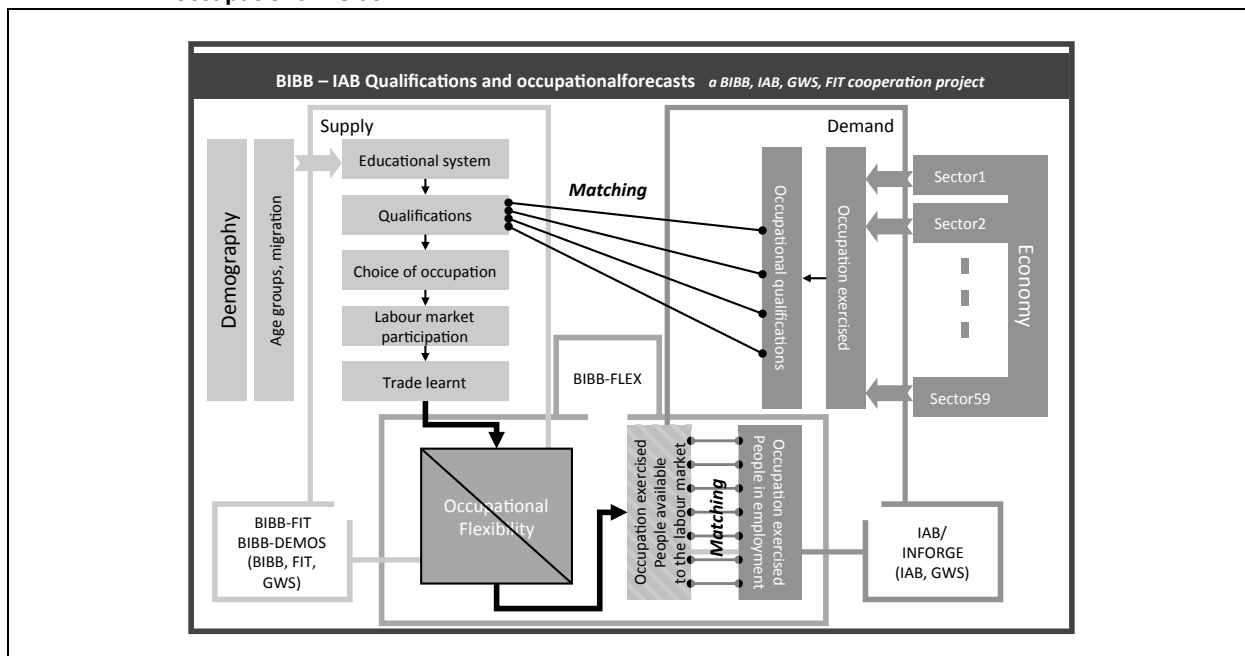 BIBB – IAB Qualifications and occupationalforecasts a BIBB, IAB, GWS, FIT cooperation project
Supply
Demand
Demography
Age groups, migration
Educational system
Qualifications
Choice of occupation
Labour market
participation
Trade learnt
Matching
Occupational qualifications
Occupation exercised
Sector1
Sector2
Sector59
Economy
BIBB-FLEX
Occupational
Flexibility
Occupation exercised
People available
to the labour market
Matching
Occupation exercised
People in employment
BIBB-FIT
BIBB-DEMOS
(BIBB, FIT,
GWS)
IAB/
INFORGE
(IAB, GWS)